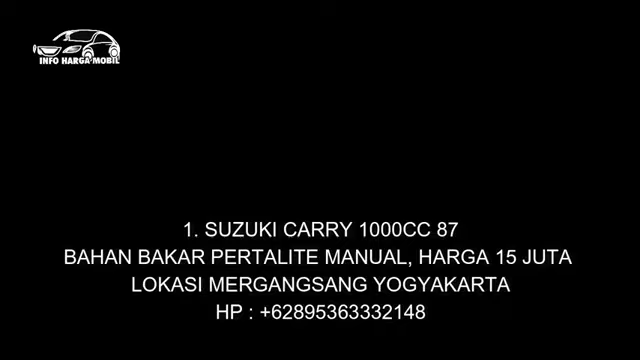 INFO HARGA MOBIL
1. SUZUKI CARRY 1000CC 87
BAHAN BAKAR PERTALITE MANUAL, HARGA 15 JUTA
LOKASI MERGANGSANG YOGYAKARTA
HP : +62895363332148